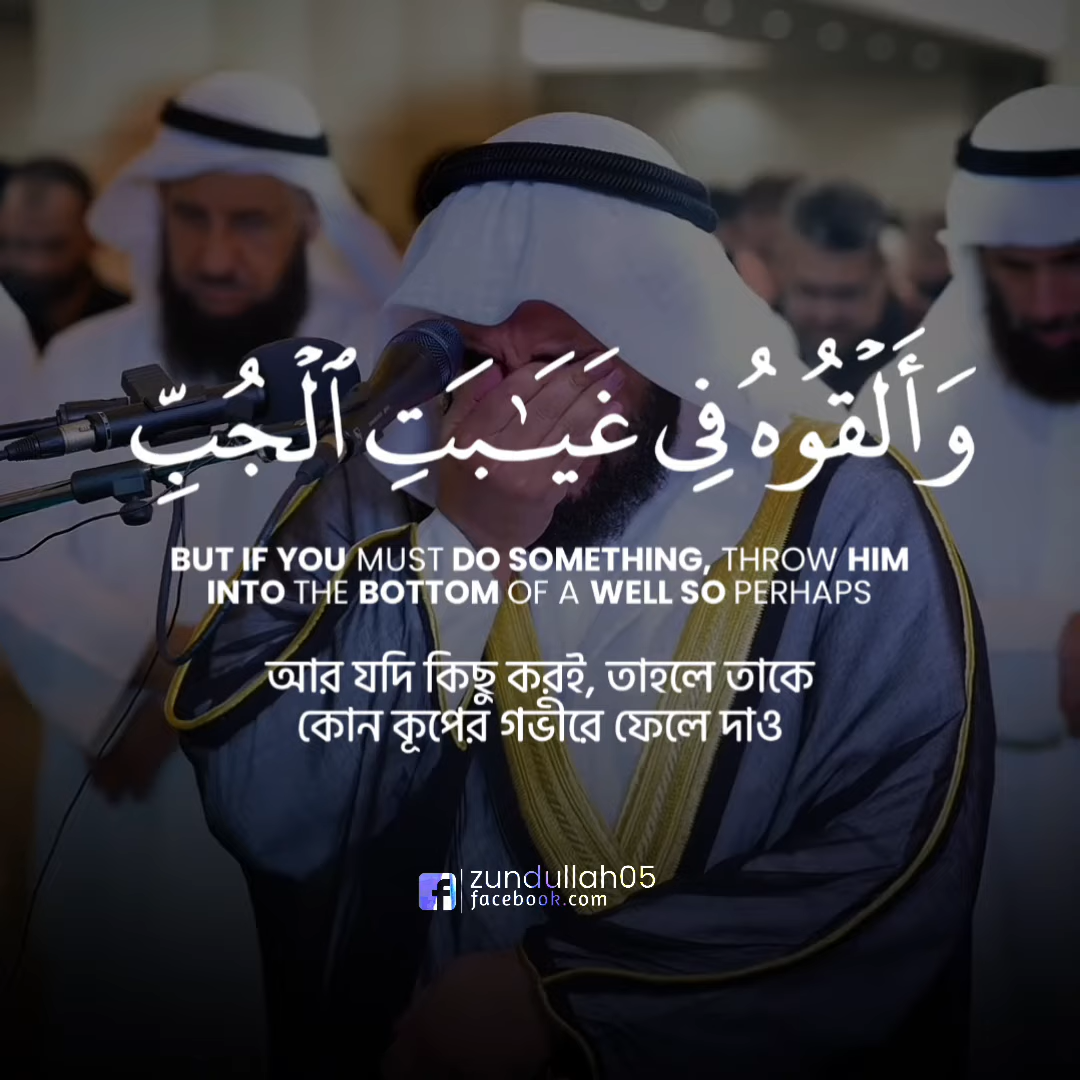 وَأَلْقُوهُ فِى غَيَـٰبَتِ ٱلْجُبِّ
BUT IF YOU MUST DO SOMETHING, THROW HIM
INTO THE BOTTOM OF A WELL SO PERHAPS
আর যদি কিছু করই, তাহলে তাকে
কোন কূপের গভীরে ফেলে দাও
zundullah05
facebook.com